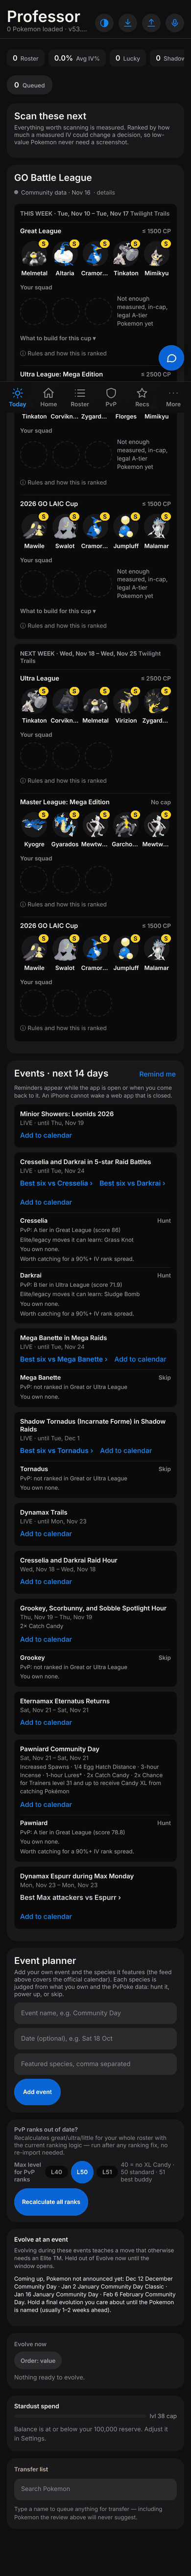 Professor
0 Pokemon loaded · v53....
0 Roster
0.0% Avg IV%
0 Lucky
0 Shadow
0 Queued
Scan these next
Everything worth scanning is measured. Ranked by how
much a measured IV could change a decision, so low-
value Pokemon never need a screenshot.
GO Battle League
Community data · Nov 16 · details
THIS WEEK · Tue, Nov 10 – Tue, Nov 17 Twilight Trails
Great League
≤ 1500 CP
S S S S S
Melmetal Altaria Cramor... Tinkaton Mimikyu
Your squad
Not enough
measured, in-cap,
legal A-tier
Pokemon yet
What to build for this cup ▾
ⓘ Rules and how this is ranked
Ultra League: Mega Edition
≤ 2500 CP
Today Home Roster PvP Recs More
Tinkaton Corvikn... Zygard... Florges Mimikyu
Your squad
Not enough
measured, in-cap,
legal A-tier
Pokemon yet
ⓘ Rules and how this is ranked
2026 GO LAIC Cup
≤ 1500 CP
S S S S S
Mawile Swalot Cramor... Jumpluff Malamar
Your squad
Not enough
measured, in-cap,
legal A-tier
Pokemon yet
What to build for this cup ▾
ⓘ Rules and how this is ranked
NEXT WEEK · Wed, Nov 18 – Wed, Nov 25 Twilight
Trails
Ultra League
≤ 2500 CP
S S S S S
Tinkaton Corvikn... Melmetal Virizion Zygard...
Your squad
ⓘ Rules and how this is ranked
Master League: Mega Edition
No cap
S S S S S
Kyogre Gyarados Mewtw... Garcho... Mewtw...
Your squad
ⓘ Rules and how this is ranked
2026 GO LAIC Cup
≤ 1500 CP
S S S S S
Mawile Swalot Cramor... Jumpluff Malamar
Your squad
ⓘ Rules and how this is ranked
Events · next 14 days
Remind me
Reminders appear while the app is open or when you come
back to it. An iPhone cannot wake a web app that is closed.
Minior Showers: Leonids 2026
LIVE · until Thu, Nov 19
Add to calendar
Cresselia and Darkrai in 5-star Raid Battles
LIVE · until Tue, Nov 24
Best six vs Cresselia › Best six vs Darkrai ›
Add to calendar
Cresselia
Hunt
PvP: A tier in Great League (score 86)
Elite/legacy moves it can learn: Grass Knot
You own none.
Worth catching for a 90%+ IV rank spread.
Darkrai
Hunt
PvP: B tier in Ultra League (score 71.9)
Elite/legacy moves it can learn: Sludge Bomb
You own none.
Worth catching for a 90%+ IV rank spread.
Mega Banette in Mega Raids
LIVE · until Tue, Nov 24
Best six vs Mega Banette › Add to calendar
Mega Banette
Skip
PvP: not ranked in Great or Ultra League
You own none.
Shadow Tornadus (Incarnate Forme) in Shadow
Raids
LIVE · until Tue, Dec 1
Best six vs Tornadus › Add to calendar
Tornadus
Skip
PvP: not ranked in Great or Ultra League
You own none.
Dynamax Trails
LIVE · until Mon, Nov 23
Add to calendar
Cresselia and Darkrai Raid Hour
Wed, Nov 18 – Wed, Nov 18
Add to calendar
Grookey, Scorbunny, and Sobble Spotlight Hour
Thu, Nov 19 – Thu, Nov 19
2× Catch Candy
Add to calendar
Grookey
Skip
PvP: not ranked in Great or Ultra League
You own none.
Eternamax Eternatus Returns
Sat, Nov 21 – Sat, Nov 21
Add to calendar
Pawniard Community Day
Sat, Nov 21 – Sat, Nov 21
Increased Spawns · 1/4 Egg Hatch Distance · 3-hour
Incense · 1-hour Lures* · 2x Catch Candy · 2x Chance
for Trainers level 31 and up to receive Candy XL from
catching Pokémon
Add to calendar
Pawniard
Hunt
PvP: A tier in Great League (score 78.8)
You own none.
Worth catching for a 90%+ IV rank spread.
Dynamax Espurr during Max Monday
Mon, Nov 23 – Mon, Nov 23
Best Max attackers vs Espurr ›
Add to calendar
Event planner
Add your own event and the species it features (the feed
above covers the official calendar). Each species is
judged from what you own and the PvPoke data: hunt it,
power up, or skip.
Event name, e.g. Community Day
Date (optional), e.g. Sat 18 Oct
Featured species, comma separated
Add event
PvP ranks out of date?
Recalculates great/ultra/little for your whole roster with
the current ranking logic — run after any ranking fix, no
re-import needed.
Max level
for PvP
ranks
L40 L50 L51
40 = no XL Candy ·
50 standard · 51
best buddy
Recalculate all ranks
Evolve at an event
Evolving during these events teaches a move that otherwise
needs an Elite TM. Held out of Evolve now until the
window opens.
Coming up, Pokemon not announced yet: Dec 12 December
Community Day · Jan 2 January Community Day Classic ·
Jan 16 January Community Day · Feb 6 February Community
Day. Hold a final evolution you care about until the Pokemon
is named (usually 1–2 weeks ahead).
Evolve now
Order: value
Nothing ready to evolve.
Stardust spend
lvl 38 cap
Balance is at or below your 100,000 reserve. Adjust it
in Settings.
Transfer list
Search Pokemon
Type a name to queue anything for transfer — including
Pokemon the review above will never suggest.